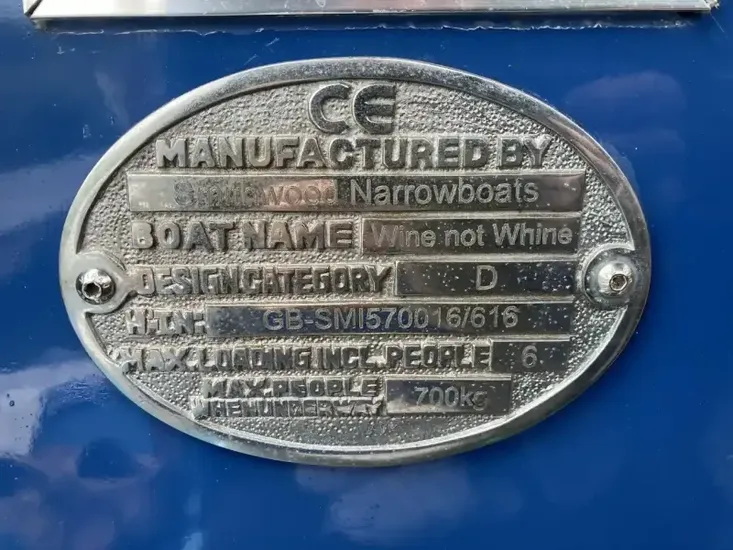 CE
MANUFACTURED BY
Narrowboats
BOAT NAME Wine not Whine
DESIGN CATEGORY D
H.I.N: GB-SMI570016/616
MAX. LOADING INCL. PEOPLE 6
MAX. PEOPLE 700kg
WHEN UNDERWAY